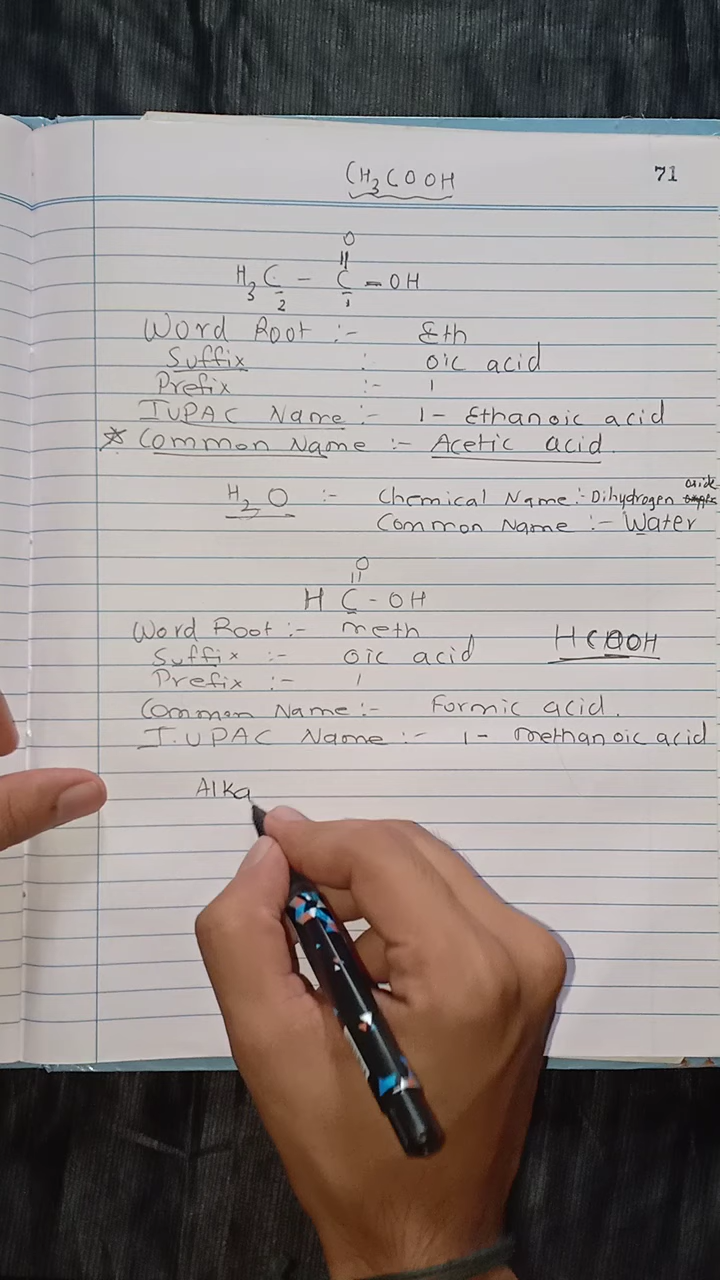 CH3COOH
71
O
H3C - C - OH
2 1
Word Root :- Eth
Suffix : oic acid
Prefix :- 1
IUPAC Name :- 1- Ethanoic acid
* Common Name :- Acetic acid.
H2O :- Chemical Name :- Dihydrogen oxide
Common Name :- Water
O
H C - OH
Word Root :- meth
HCOOH
Suffix :- oic acid
Prefix :- 1
Common Name :- Formic acid.
I.UPAC Name :- 1- methanoic acid
Alka